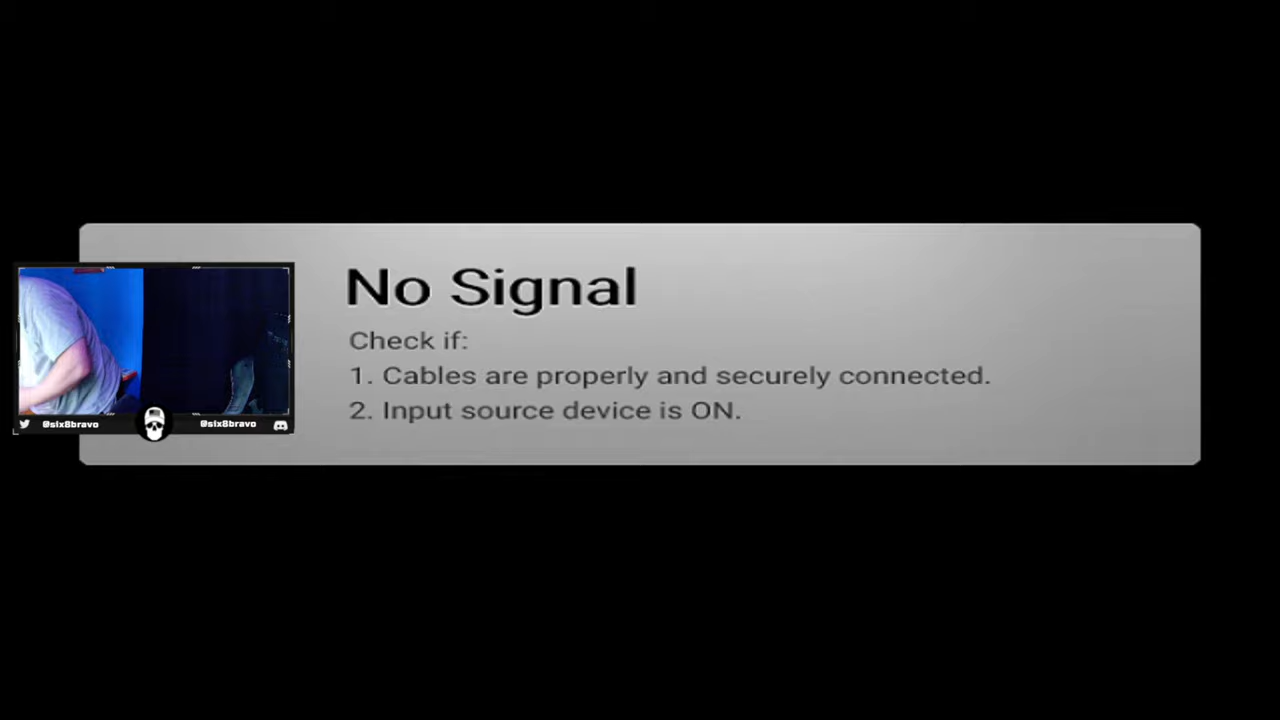 No Signal
Check if:
1. Cables are properly and securely connected.
2. Input source device is ON.
@six8bravo
@six8bravo